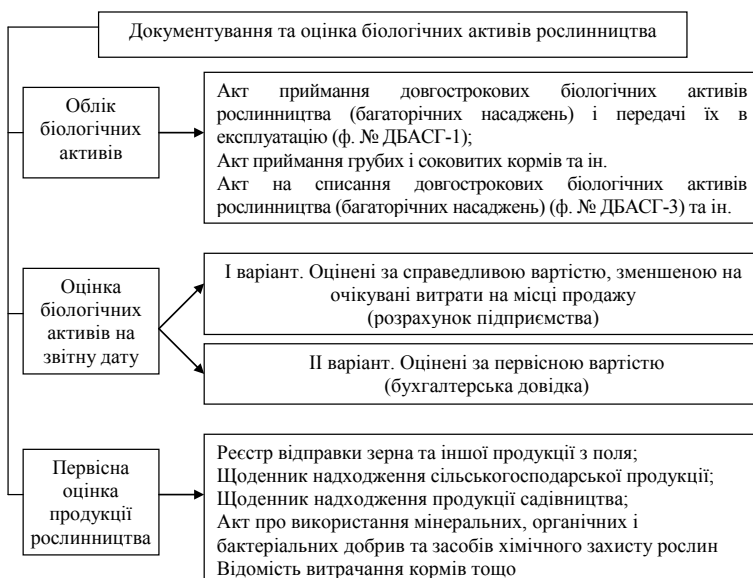 Документування та оцінка біологічних активів рослинництва
Облік
біологічних
активів
Акт приймання довгострокових біологічних активів
рослинництва (багаторічних насаджень) і передачі їх в
експлуатацію (ф. № ДБАСГ-1);
Акт приймання грубих і соковитих кормів та ін.
Акт на списання довгострокових біологічних активів
рослинництва (багаторічних насаджень) (ф. № ДБАСГ-3) та ін.
Оцінка
біологічних
активів на
звітну дату
І варіант. Оцінені за справедливою вартістю, зменшеною на
очікувані витрати на місці продажу
(розрахунок підприємства)
ІІ варіант. Оцінені за первісною вартістю
(бухгалтерська довідка)
Первісна
оцінка
продукції
рослинництва
Реєстр відправки зерна та іншої продукції з поля;
Щоденник надходження сільськогосподарської продукції;
Щоденник надходження продукції садівництва;
Акт про використання мінеральних, органічних і
бактеріальних добрив та засобів хімічного захисту рослин
Відомість витрачання кормів тощо